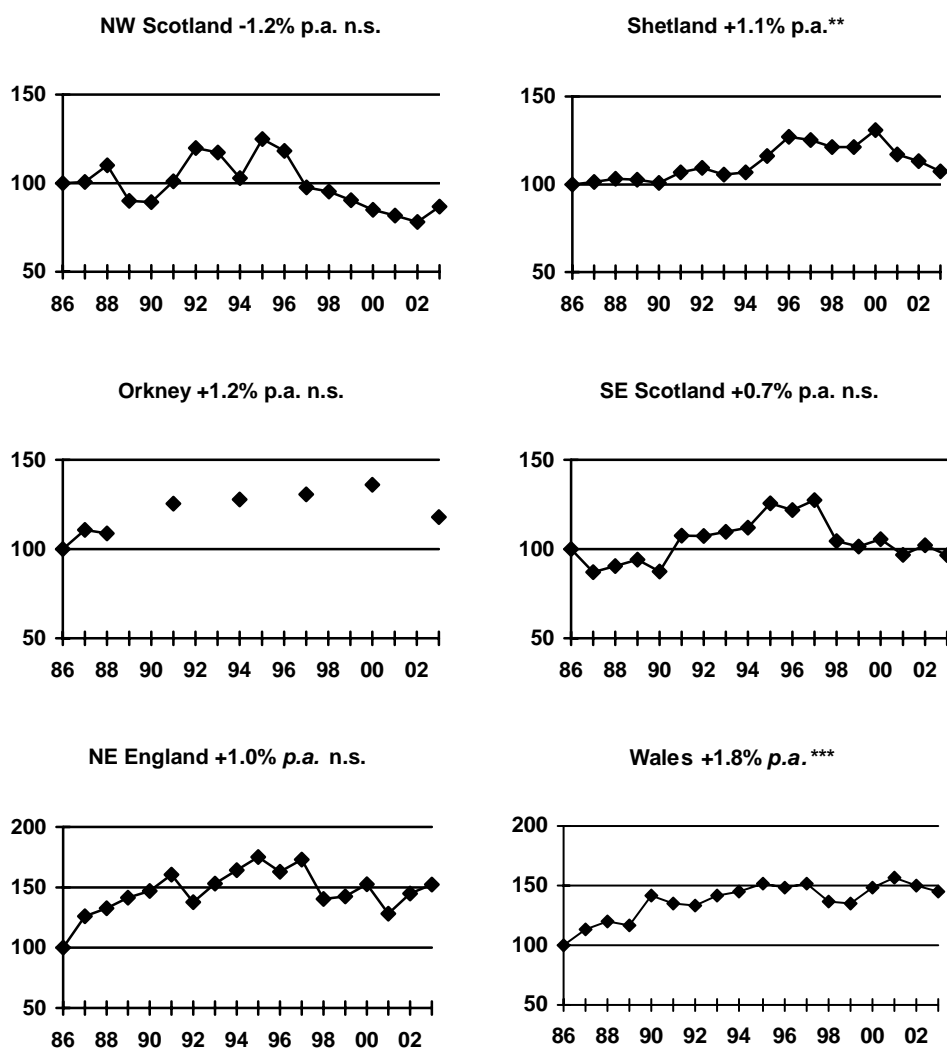 NW Scotland -1.2% p.a. n.s.
150
100
50
86 88 90 92 94 96 98 00 02
Shetland +1.1% p.a.**
150
100
50
86 88 90 92 94 96 98 00 02
Orkney +1.2% p.a. n.s.
150
100
50
86 88 90 92 94 96 98 00 02
SE Scotland +0.7% p.a. n.s.
150
100
50
86 88 90 92 94 96 98 00 02
NE England +1.0% p.a. n.s.
200
150
100
50
86 88 90 92 94 96 98 00 02
Wales +1.8% p.a.***
200
150
100
50
86 88 90 92 94 96 98 00 02